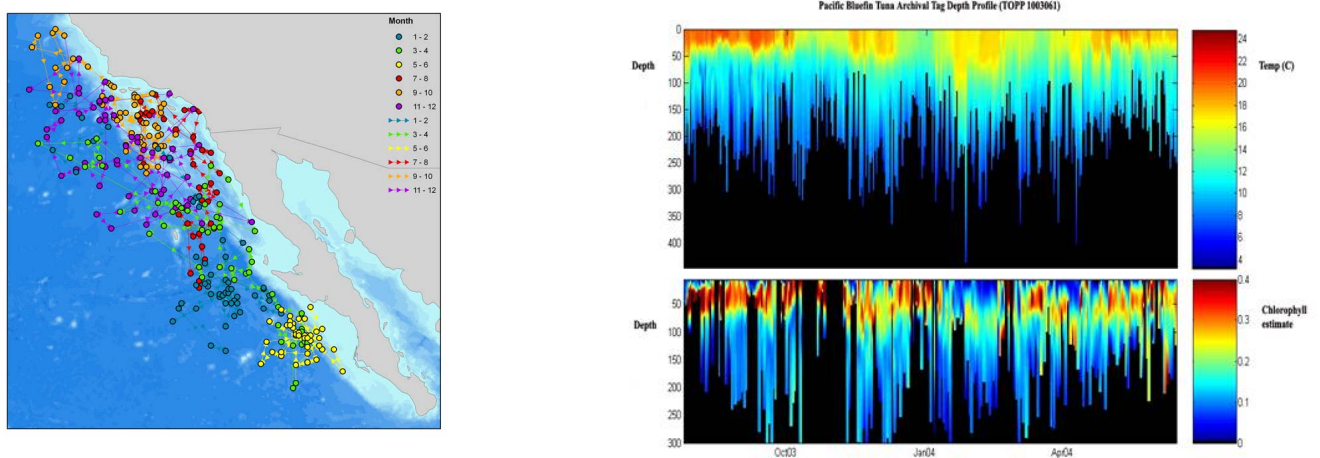 Month
1 - 2
3 - 4
5 - 6
7 - 8
9 - 10
11 - 12
1 - 2
3 - 4
5 - 6
7 - 8
9 - 10
11 - 12
Pacific Bluefin Tuna Archival Tag Depth Profile (TOPP 1003061)
Depth
0
50
100
150
200
250
300
350
400
24
22
20
18
16
14
12
10
8
6
4
Temp (C)
Depth
50
100
150
200
250
300
Oct03
Jan04
Apr04
0.4
0.3
0.2
0.1
0
Chlorophyll
estimate